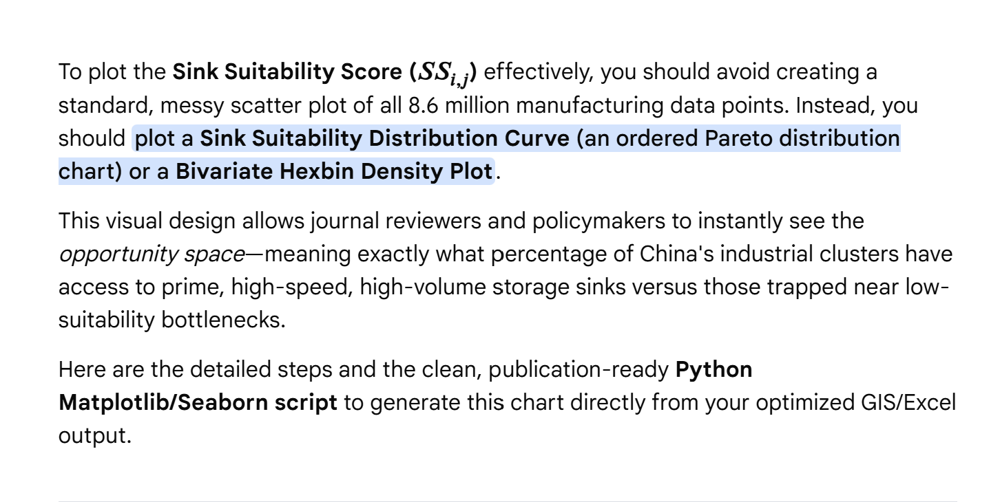 To plot the Sink Suitability Score (SSi,j) effectively, you should avoid creating a
standard, messy scatter plot of all 8.6 million manufacturing data points. Instead, you
should plot a Sink Suitability Distribution Curve (an ordered Pareto distribution
chart) or a Bivariate Hexbin Density Plot.
This visual design allows journal reviewers and policymakers to instantly see the
opportunity space—meaning exactly what percentage of China's industrial clusters have
access to prime, high-speed, high-volume storage sinks versus those trapped near low-
suitability bottlenecks.
Here are the detailed steps and the clean, publication-ready Python
Matplotlib/Seaborn script to generate this chart directly from your optimized GIS/Excel
output.